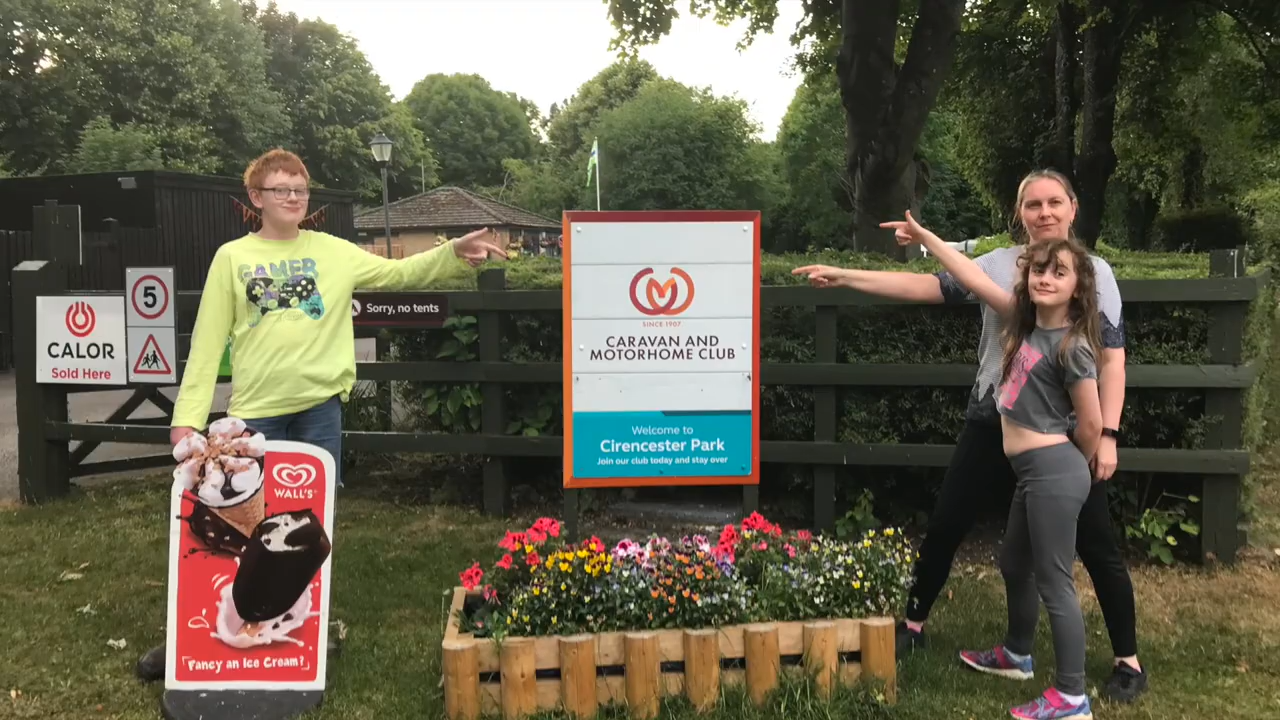 GAMER
5
CALOR
Sold Here
Sorry, no tents
SINCE 1907
CARAVAN AND
MOTORHOME CLUB
Welcome to
Cirencester Park
Join our club today and stay over
WALL'S
Fancy an Ice Cream?